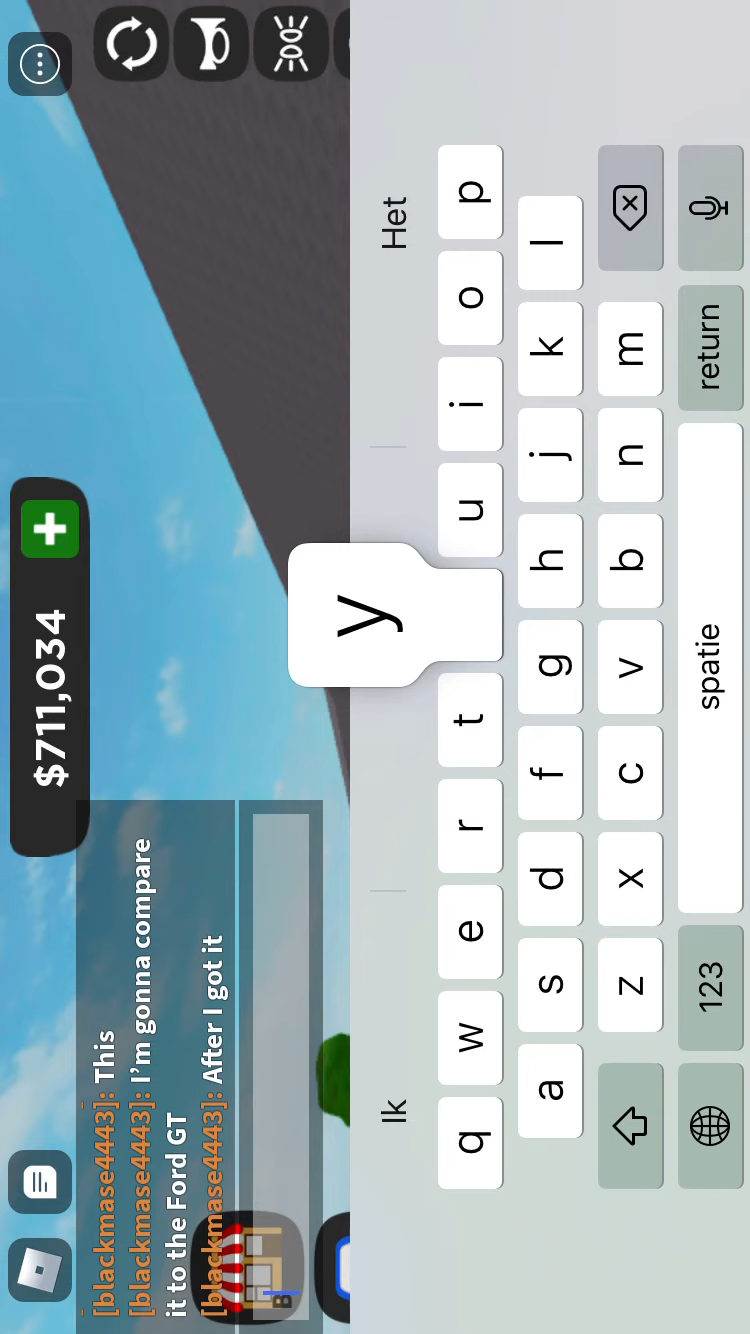 $711,034
[blackmase4443]: This
[blackmase4443]: I'm gonna compare
it to the Ford GT
[blackmase4443]: After I got it
B
Ik
Het
q w e r t y u i o p
a s d f g h j k l
z x c v b n m
123 spatie return